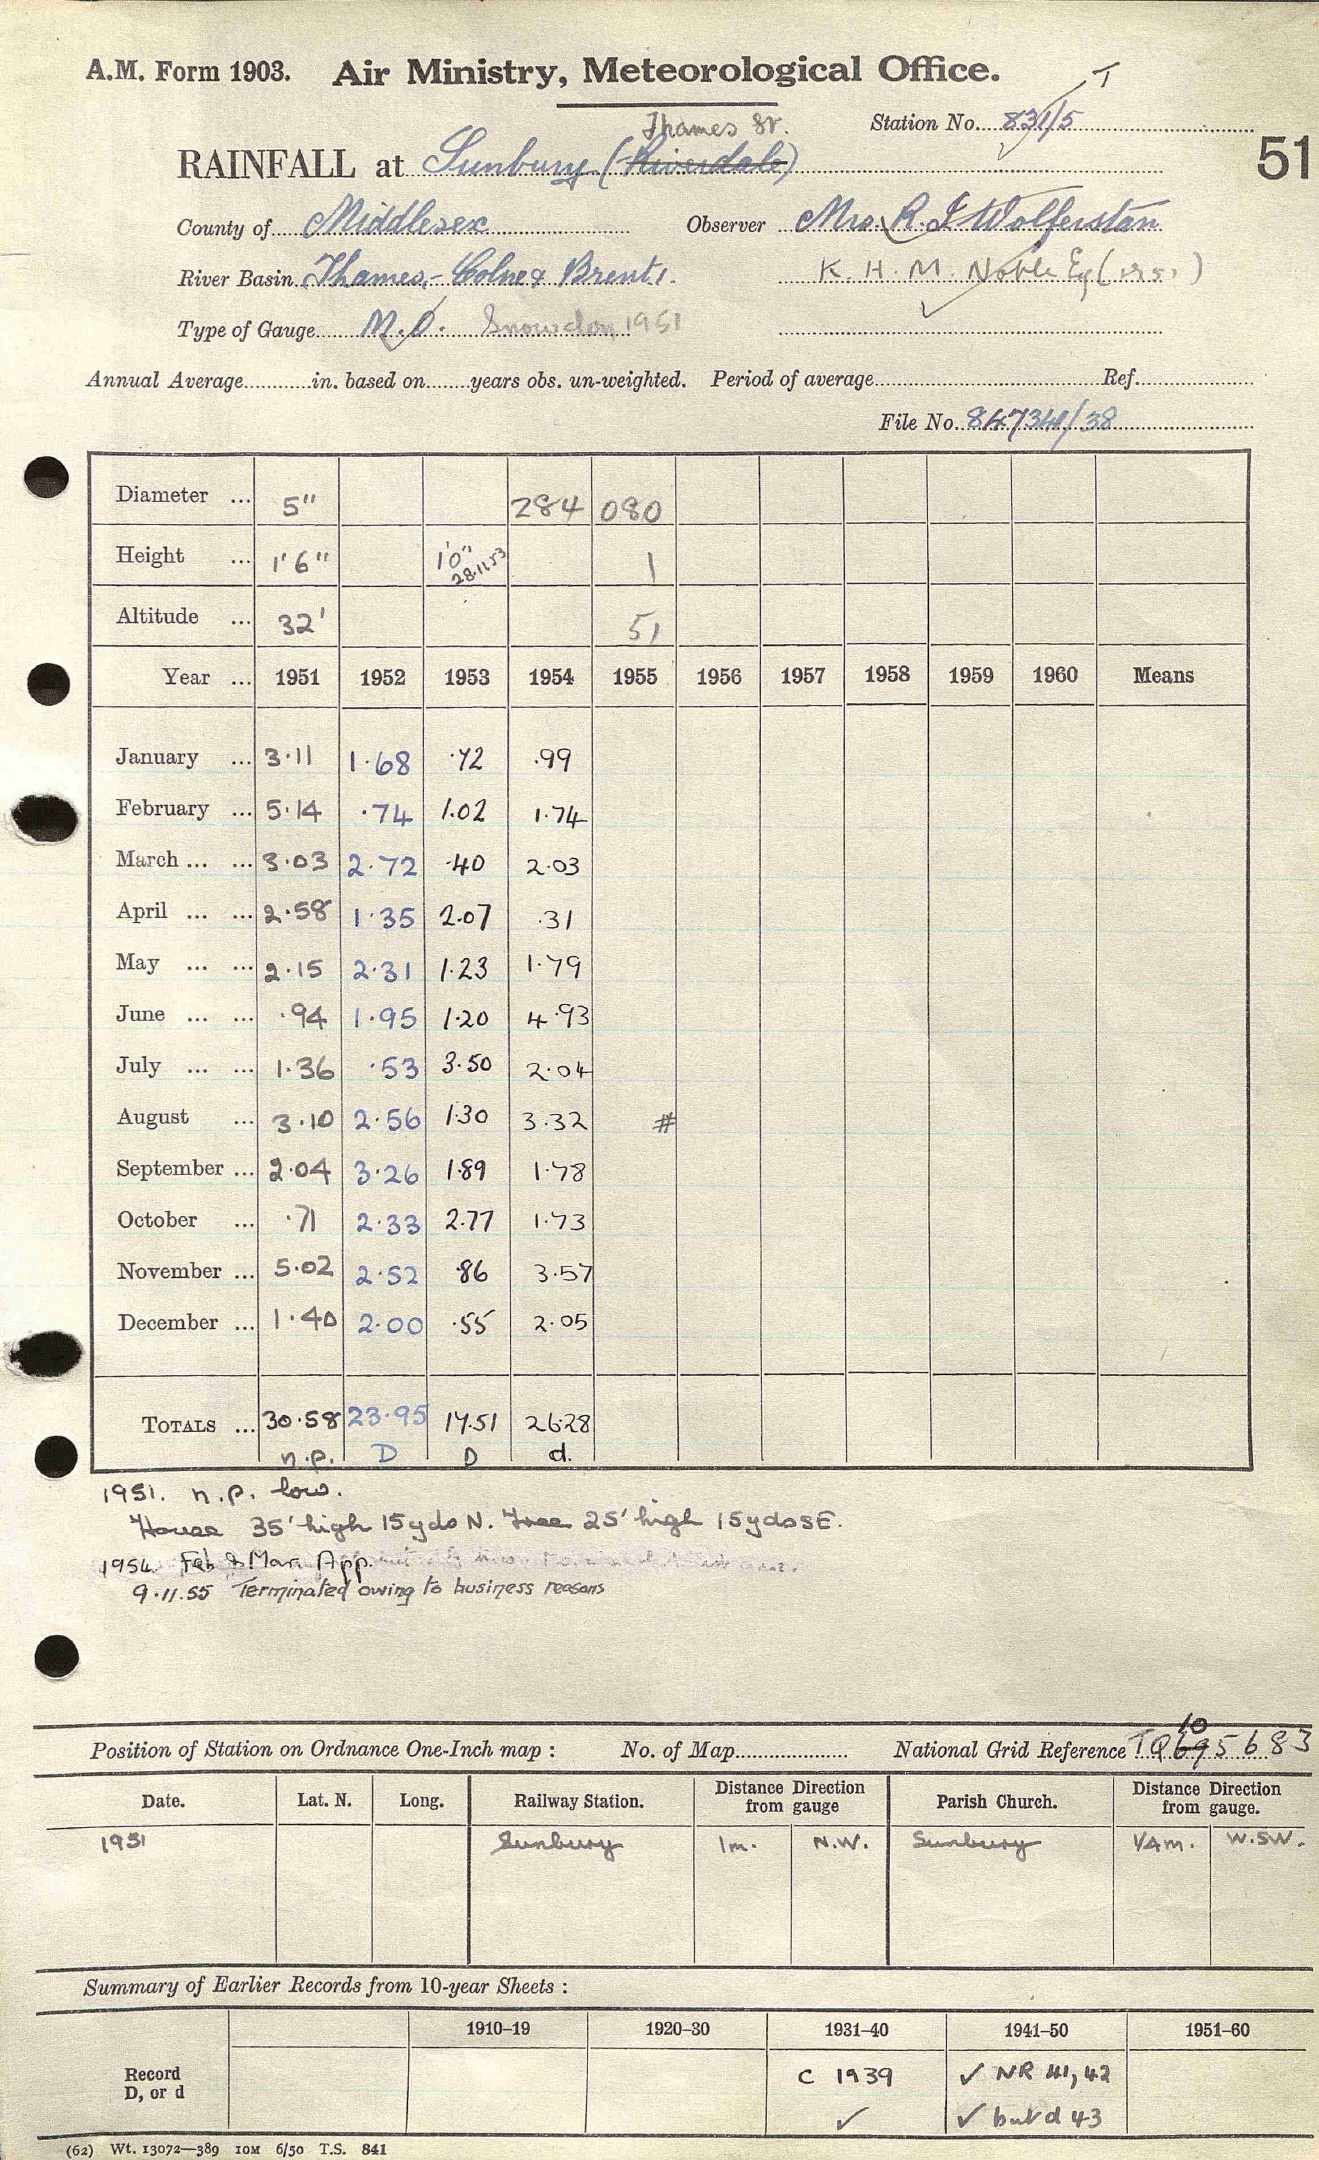 A.M. Form 1903. Air Ministry, Meteorological Office.
Station No. 831/5 T
51
Thames St.
RAINFALL at Sunbury (Riverdale)
County of Middlesex Observer Mrs. R. J Wolferstan
River Basin Thames,- Colne & Brent. K. H. M. Noble Esq (1951)
Type of Gauge M.O. Snowdon 1951
Annual Average in. based on years obs. un-weighted. Period of average Ref.
File No. 847341/38
Diameter ... 5" 284 080
Height ... 1'6" 1'0" 28.11.53 1
Altitude ... 32' 51
Year ... 1951 1952 1953 1954 1955 1956 1957 1958 1959 1960 Means
January ... 3.11 1.68 .72 .99
February ... 5.14 .74 1.02 1.74
March ... ... 3.03 2.72 .40 2.03
April ... ... 2.58 1.35 2.07 .31
May ... ... 2.15 2.31 1.23 1.79
June ... ... .94 1.95 1.20 4.93
July ... ... 1.36 .53 3.50 2.04
August ... 3.10 2.56 1.30 3.32 #
September ... 2.04 3.26 1.89 1.78
October ... .71 2.33 2.77 1.73
November ... 5.02 2.52 .86 3.57
December ... 1.40 2.00 .55 2.05
TOTALS ... 30.58 23.95 17.51 26.28
n.p. D D d.
1951. n.p. low.
House 35' high 15yds N. Tree 25' high 15yds SE.
1954 Feb & Mar. App.
9.11.55 Terminated owing to business reasons
Position of Station on Ordnance One-Inch map : No. of Map National Grid Reference TQ 695683
10
Date. Lat. N. Long. Railway Station. Distance Direction from gauge Parish Church. Distance Direction from gauge.
1951 Sunbury 1m. N.W. Sunbury 1/4m. W.SW.
Summary of Earlier Records from 10-year Sheets :
1910–19 1920–30 1931–40 1941–50 1951–60
Record C 1939 ✓ NR 41, 42
D, or d ✓ ✓ but d 43
(62) Wt. 13072—389 10M 6/50 T.S. 841